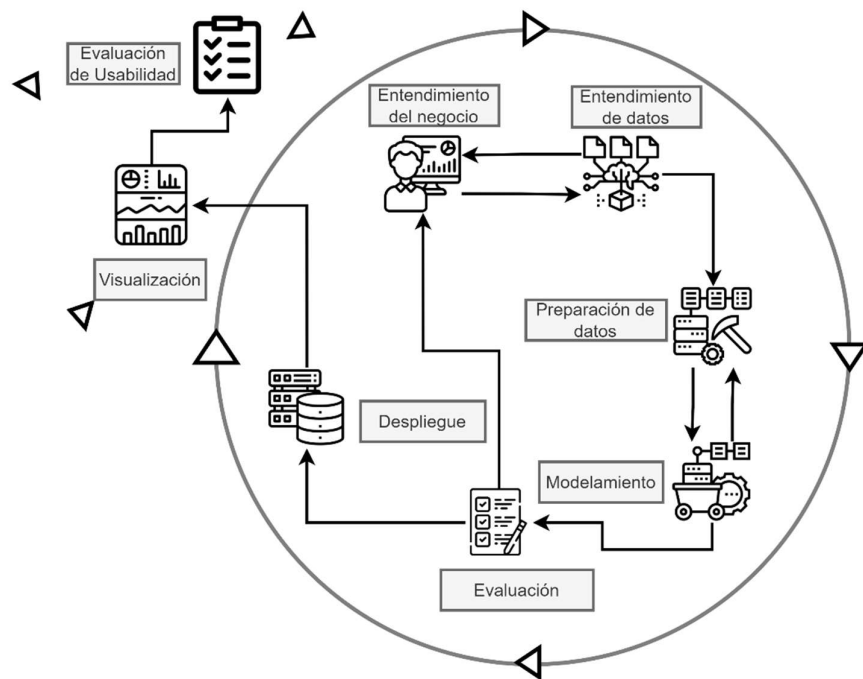 Evaluación
de Usabilidad
Entendimiento
del negocio
Entendimiento
de datos
Visualización
Preparación de
datos
Despliegue
Modelamiento
Evaluación